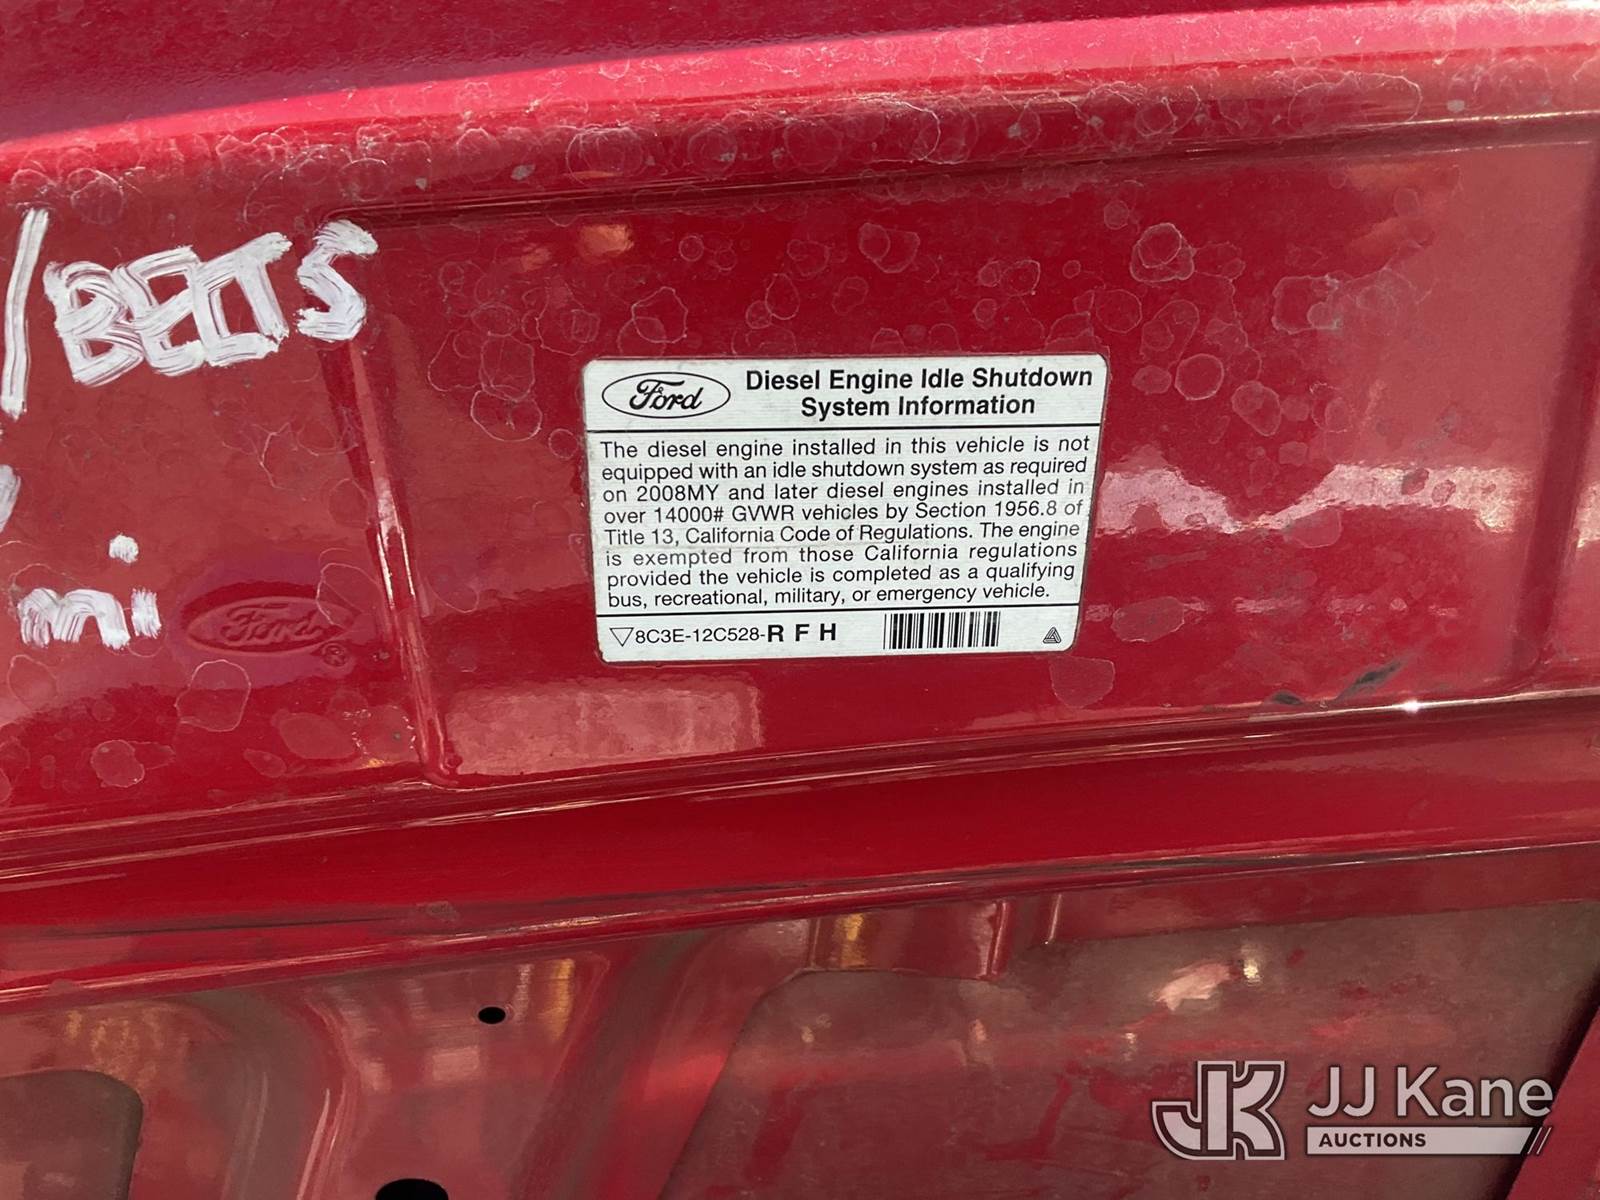 /BELTS
mi
Ford
®
Ford
Diesel Engine Idle Shutdown
System Information
The diesel engine installed in this vehicle is not
equipped with an idle shutdown system as required
on 2008MY and later diesel engines installed in
over 14000# GVWR vehicles by Section 1956.8 of
Title 13, California Code of Regulations. The engine
is exempted from those California regulations
provided the vehicle is completed as a qualifying
bus, recreational, military, or emergency vehicle.
8C3E-12C528-R F H
JK
JJ Kane
AUCTIONS